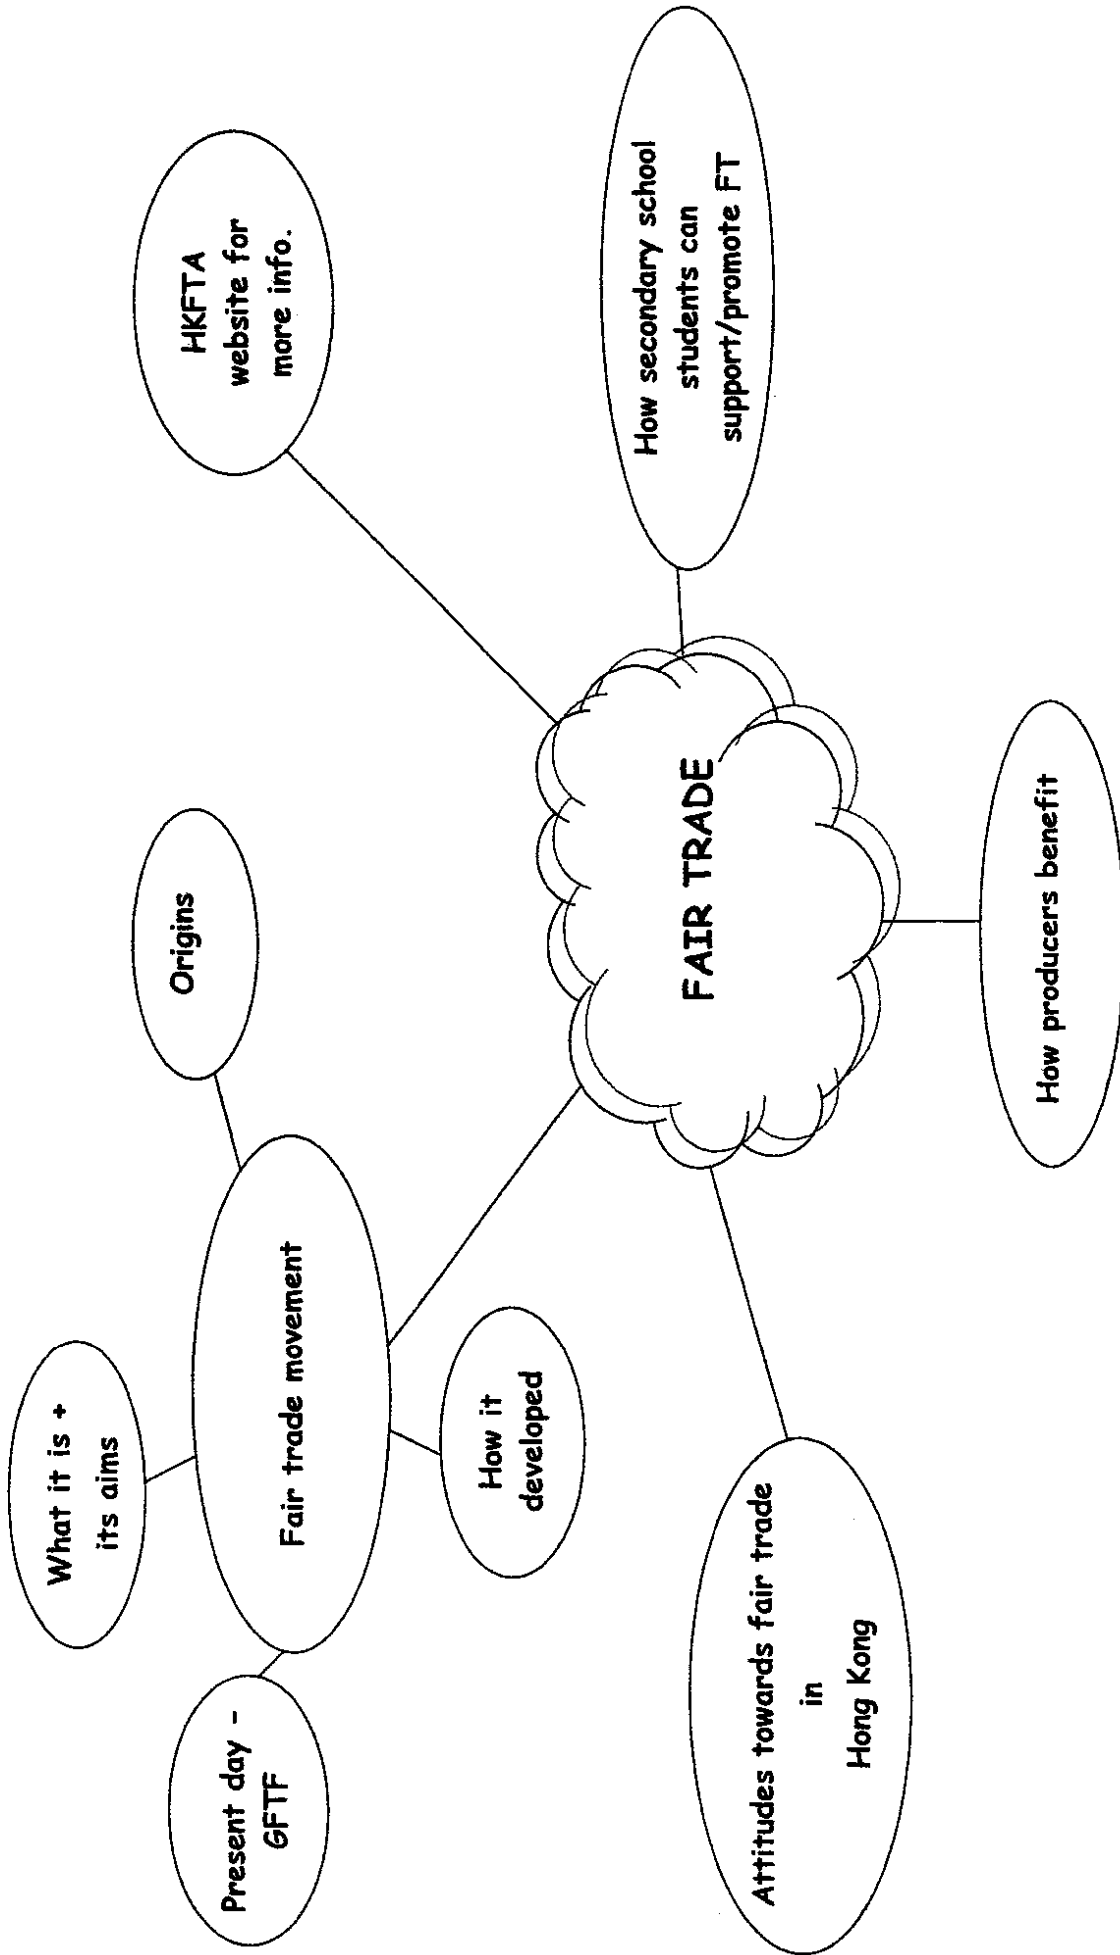 What it is +
its aims
Present day -
GFTF
Origins
HKFTA
website for
more info.
Fair trade movement
How it
developed
FAIR TRADE
How secondary school
students can
support/promote FT
Attitudes towards fair trade
in
Hong Kong
How producers benefit